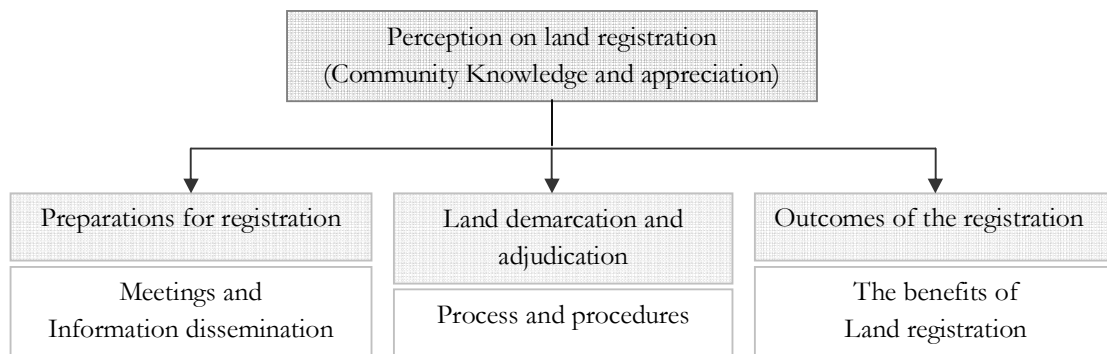 Perception on land registration
(Community Knowledge and appreciation)
Preparations for registration
Meetings and
Information dissemination
Land demarcation and
adjudication
Process and procedures
Outcomes of the registration
The benefits of
Land registration